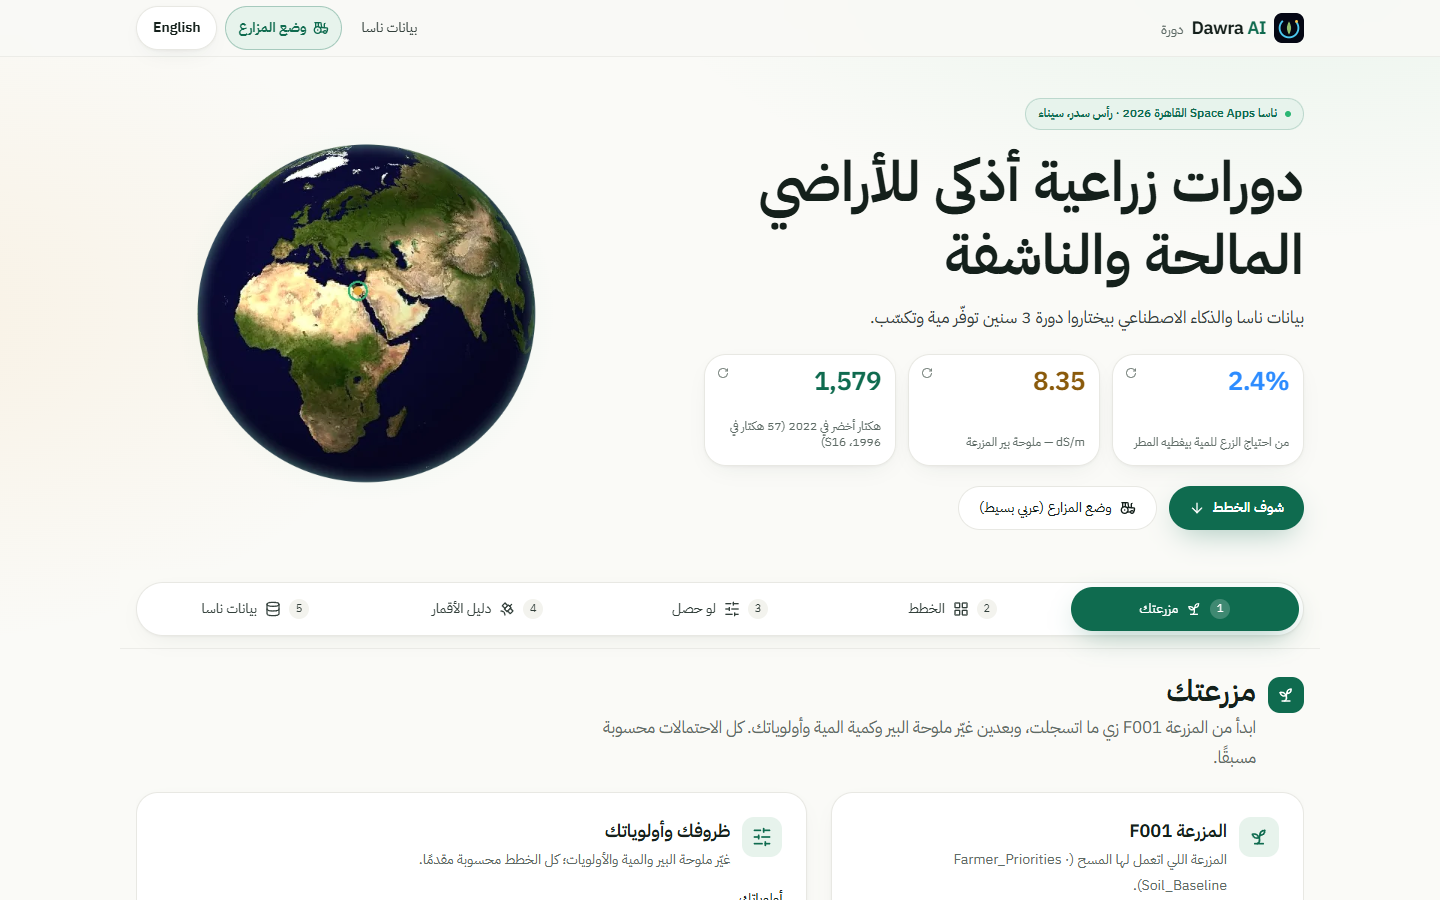 Dawra AI دورة
بيانات ناسا
وضع المزارع
English
ناسا Space Apps القاهرة 2026 · رأس سدر، سيناء
دورات زراعية أذكى للأراضي
المالحة والناشفة
بيانات ناسا والذكاء الاصطناعي بيختاروا دورة 3 سنين توفّر مية وتكسّب.
2.4%
من احتياج الزرع للمية بيغطيه المطر
8.35
dS/m — ملوحة بير المزرعة
1,579
هكتار أخضر في 2022 (57 هكتار في
1996، S16)
شوف الخطط
وضع المزارع (عربي بسيط)
1 مزرعتك
2 الخطط
3 لو حصل
4 دليل الأقمار
5 بيانات ناسا
مزرعتك
ابدأ من المزرعة F001 زي ما اتسجلت، وبعدين غيّر ملوحة البير وكمية المية وأولوياتك. كل الاحتمالات محسوبة
مسبقًا.
المزرعة F001
المزرعة اللي اتعمل لها المسح (Farmer_Priorities ·
Soil_Baseline).
ظروفك وأولوياتك
غيّر ملوحة البير والمية والأولويات؛ كل الخطط محسوبة مقدمًا.
أولوياتك